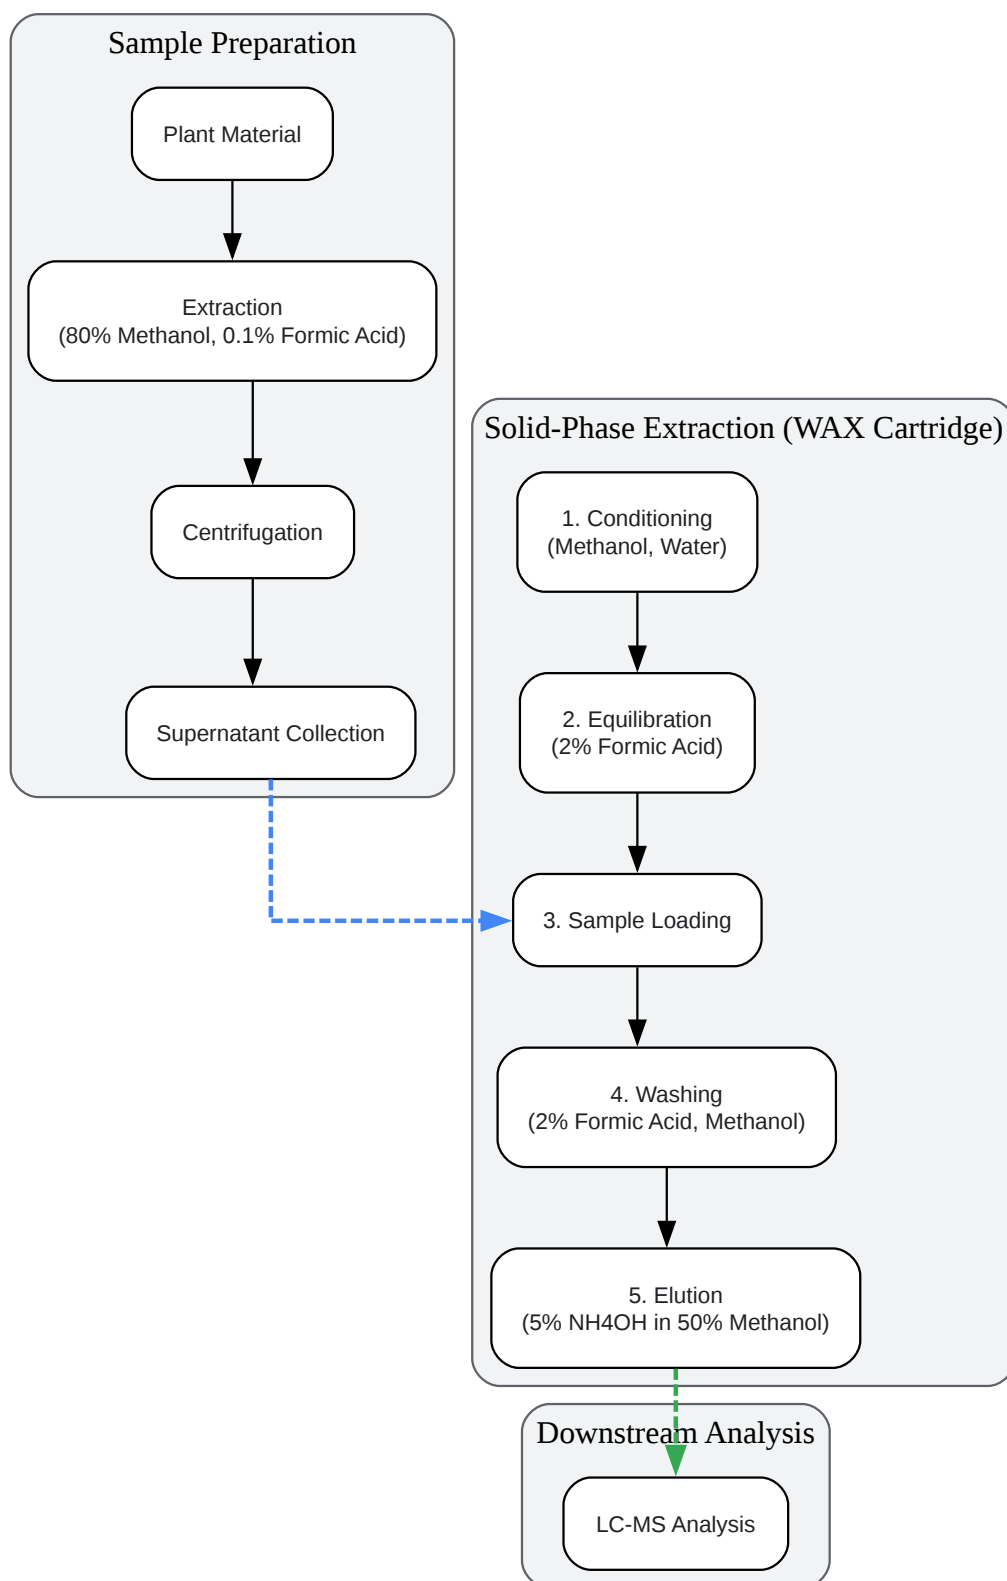 Sample Preparation
Plant Material
Extraction
(80% Methanol, 0.1% Formic Acid)
Centrifugation
Supernatant Collection
Solid-Phase Extraction (WAX Cartridge)
1. Conditioning
(Methanol, Water)
2. Equilibration
(2% Formic Acid)
3. Sample Loading
4. Washing
(2% Formic Acid, Methanol)
5. Elution
(5% NH4OH in 50% Methanol)
Downstream Analysis
LC-MS Analysis